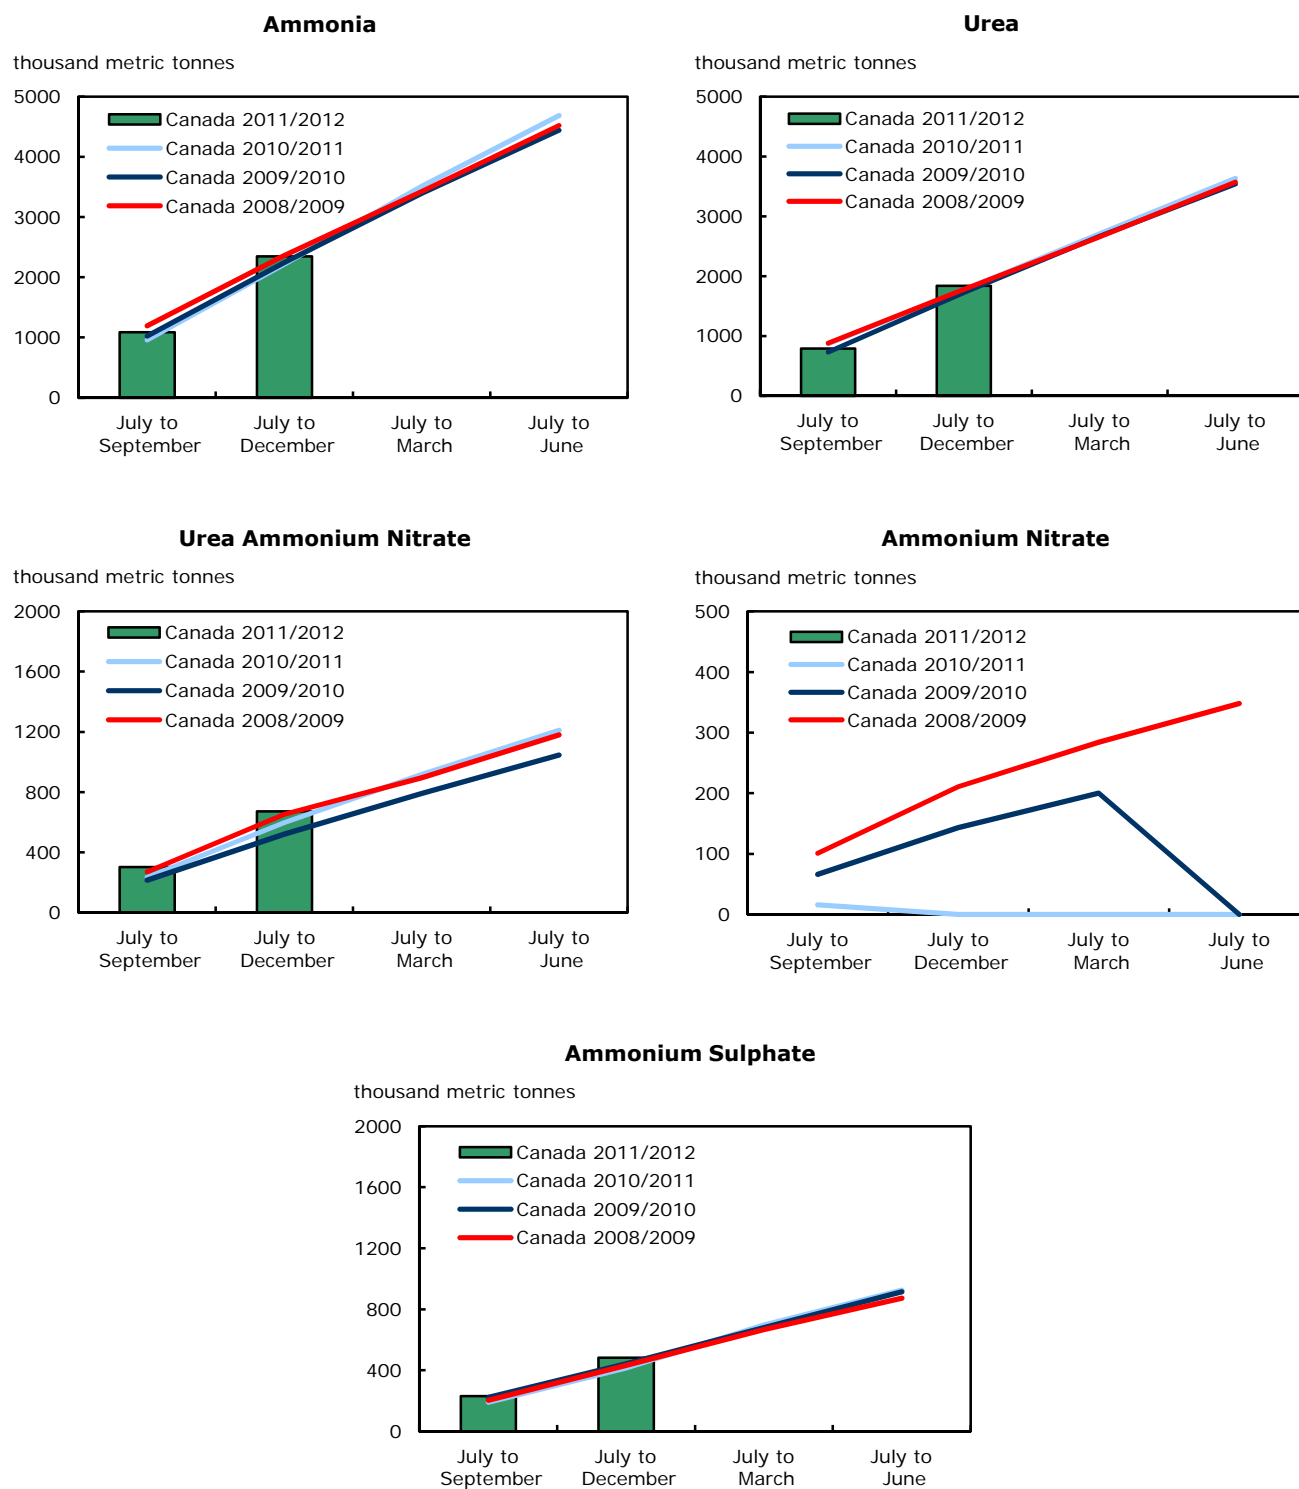 Ammonia
thousand metric tonnes
5000
4000
3000
2000
1000
0
Canada 2011/2012
Canada 2010/2011
Canada 2009/2010
Canada 2008/2009
July to
September
July to
December
July to
March
July to
June
Urea
thousand metric tonnes
5000
4000
3000
2000
1000
0
Canada 2011/2012
Canada 2010/2011
Canada 2009/2010
Canada 2008/2009
July to
September
July to
December
July to
March
July to
June
Urea Ammonium Nitrate
thousand metric tonnes
2000
1600
1200
800
400
0
Canada 2011/2012
Canada 2010/2011
Canada 2009/2010
Canada 2008/2009
July to
September
July to
December
July to
March
July to
June
Ammonium Nitrate
thousand metric tonnes
500
400
300
200
100
0
Canada 2011/2012
Canada 2010/2011
Canada 2009/2010
Canada 2008/2009
July to
September
July to
December
July to
March
July to
June
Ammonium Sulphate
thousand metric tonnes
2000
1600
1200
800
400
0
Canada 2011/2012
Canada 2010/2011
Canada 2009/2010
Canada 2008/2009
July to
September
July to
December
July to
March
July to
June